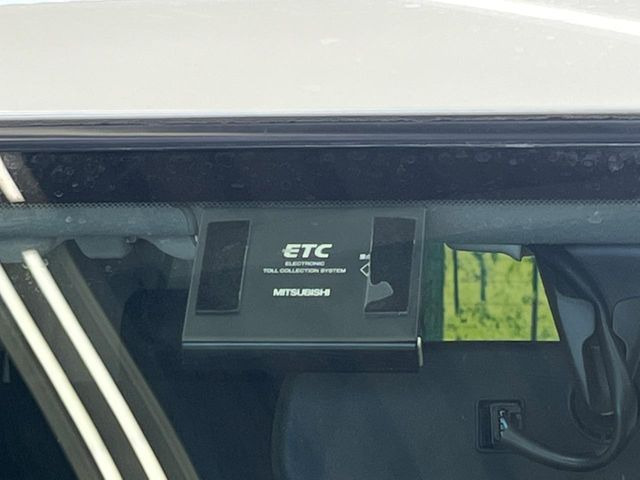 ETC
ELECTRONIC
TOLL COLLECTION SYSTEM
MITSUBISHI